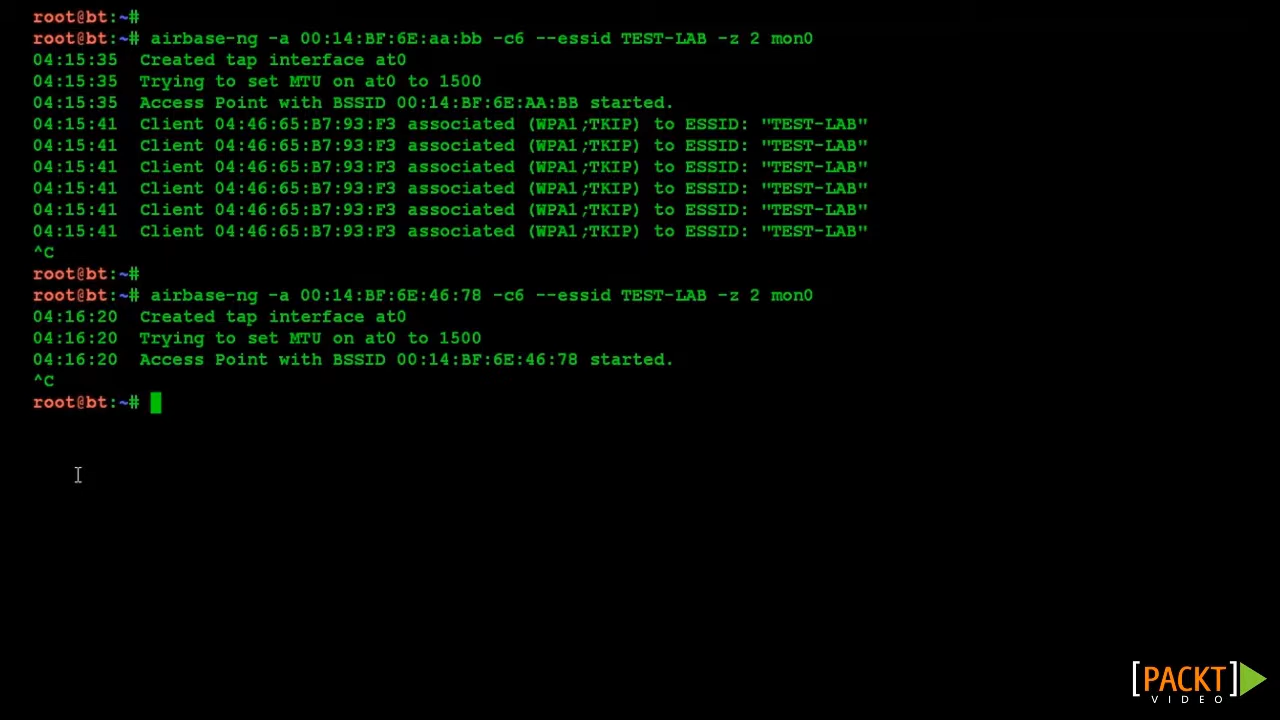 root@bt:~#
root@bt:~# airbase-ng -a 00:14:BF:6E:aa:bb -c6 --essid TEST-LAB -z 2 mon0
04:15:35  Created tap interface at0
04:15:35  Trying to set MTU on at0 to 1500
04:15:35  Access Point with BSSID 00:14:BF:6E:AA:BB started.
04:15:41  Client 04:46:65:B7:93:F3 associated (WPA1;TKIP) to ESSID: "TEST-LAB"
04:15:41  Client 04:46:65:B7:93:F3 associated (WPA1;TKIP) to ESSID: "TEST-LAB"
04:15:41  Client 04:46:65:B7:93:F3 associated (WPA1;TKIP) to ESSID: "TEST-LAB"
04:15:41  Client 04:46:65:B7:93:F3 associated (WPA1;TKIP) to ESSID: "TEST-LAB"
04:15:41  Client 04:46:65:B7:93:F3 associated (WPA1;TKIP) to ESSID: "TEST-LAB"
04:15:41  Client 04:46:65:B7:93:F3 associated (WPA1;TKIP) to ESSID: "TEST-LAB"
^C
root@bt:~#
root@bt:~# airbase-ng -a 00:14:BF:6E:46:78 -c6 --essid TEST-LAB -z 2 mon0
04:16:20  Created tap interface at0
04:16:20  Trying to set MTU on at0 to 1500
04:16:20  Access Point with BSSID 00:14:BF:6E:46:78 started.
^C
root@bt:~#
[PACKT]
VIDEO